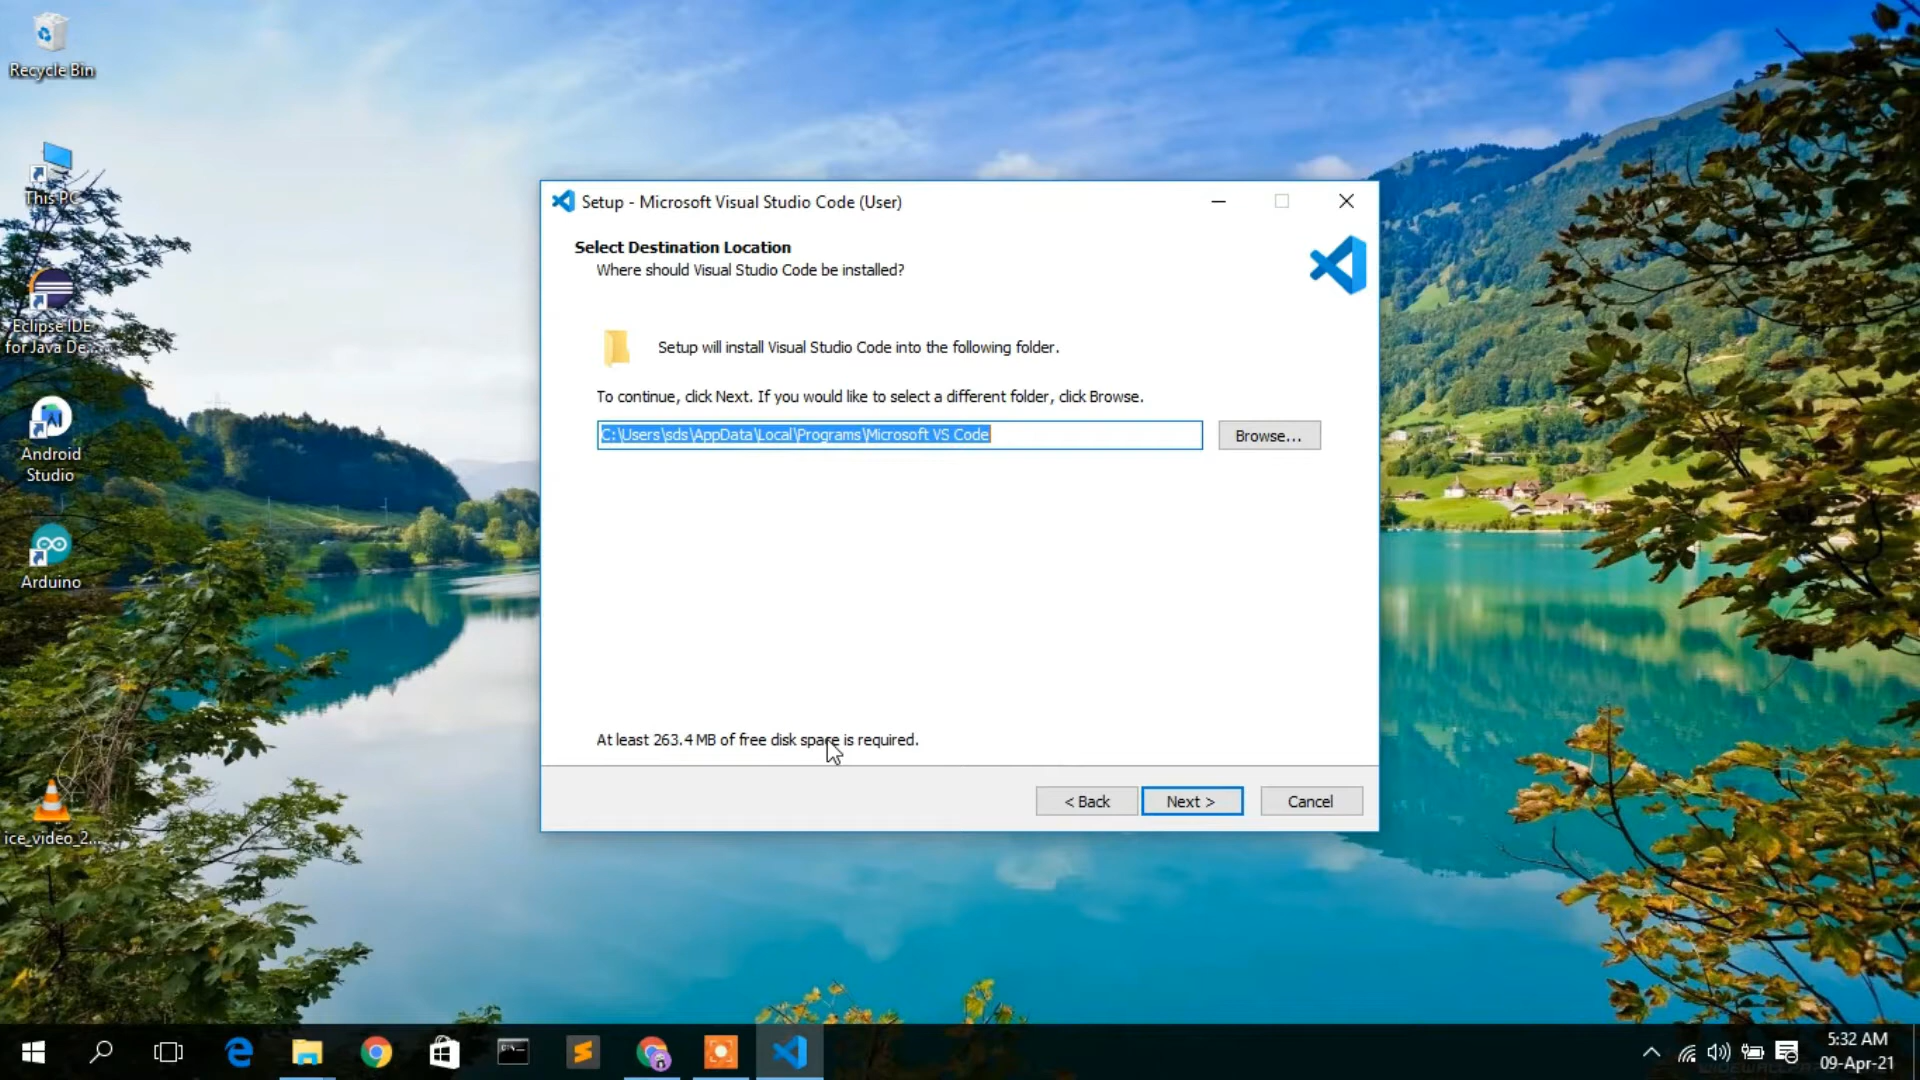 Recycle Bin
This PC
Eclipse IDE
for Java De...
Android
Studio
Arduino
ice_video_2...
Setup - Microsoft Visual Studio Code (User)
Select Destination Location
Where should Visual Studio Code be installed?
Setup will install Visual Studio Code into the following folder.
To continue, click Next. If you would like to select a different folder, click Browse.
C:\Users\sds\AppData\Local\Programs\Microsoft VS Code
Browse...
At least 263.4 MB of free disk space is required.
< Back
Next >
Cancel
5:32 AM
09-Apr-21